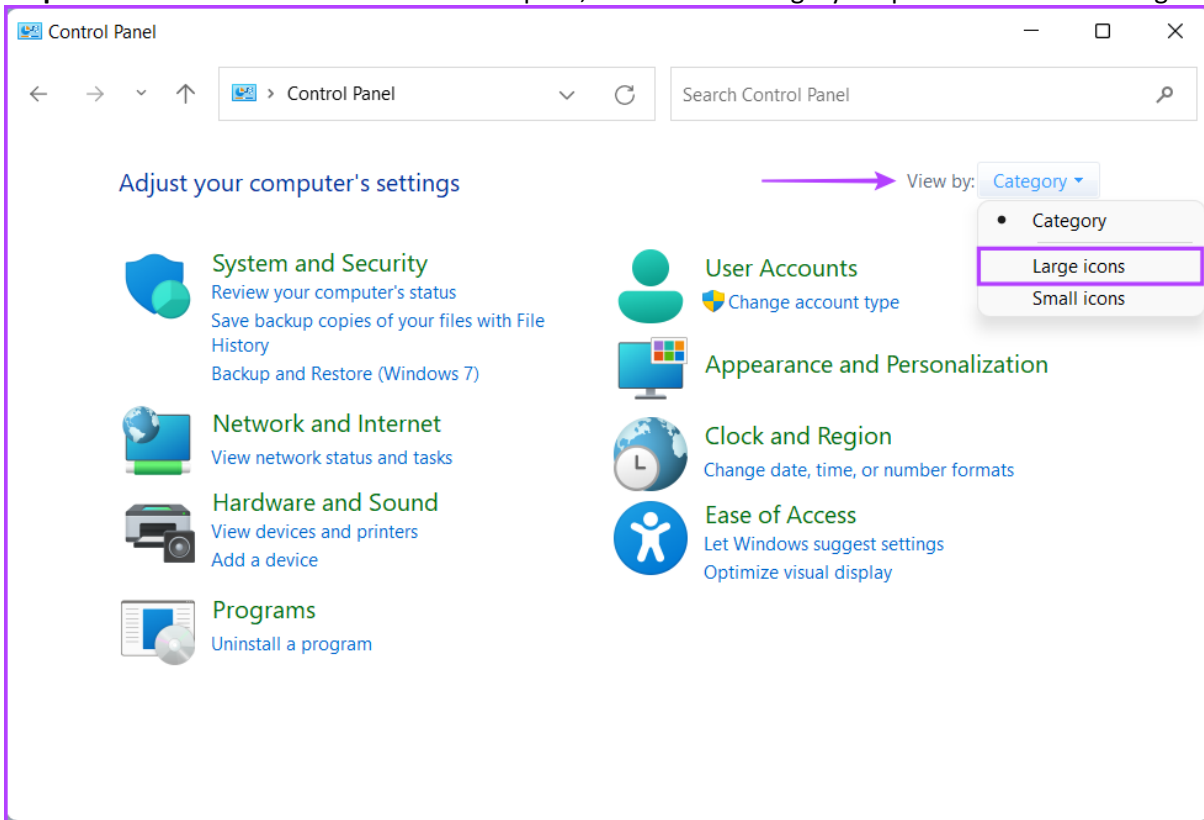 Control Panel
Control Panel
Search Control Panel
Adjust your computer's settings
View by: Category
Category
Large icons
Small icons
System and Security
Review your computer's status
Save backup copies of your files with File
History
Backup and Restore (Windows 7)
Network and Internet
View network status and tasks
Hardware and Sound
View devices and printers
Add a device
Programs
Uninstall a program
User Accounts
Change account type
Appearance and Personalization
Clock and Region
Change date, time, or number formats
Ease of Access
Let Windows suggest settings
Optimize visual display